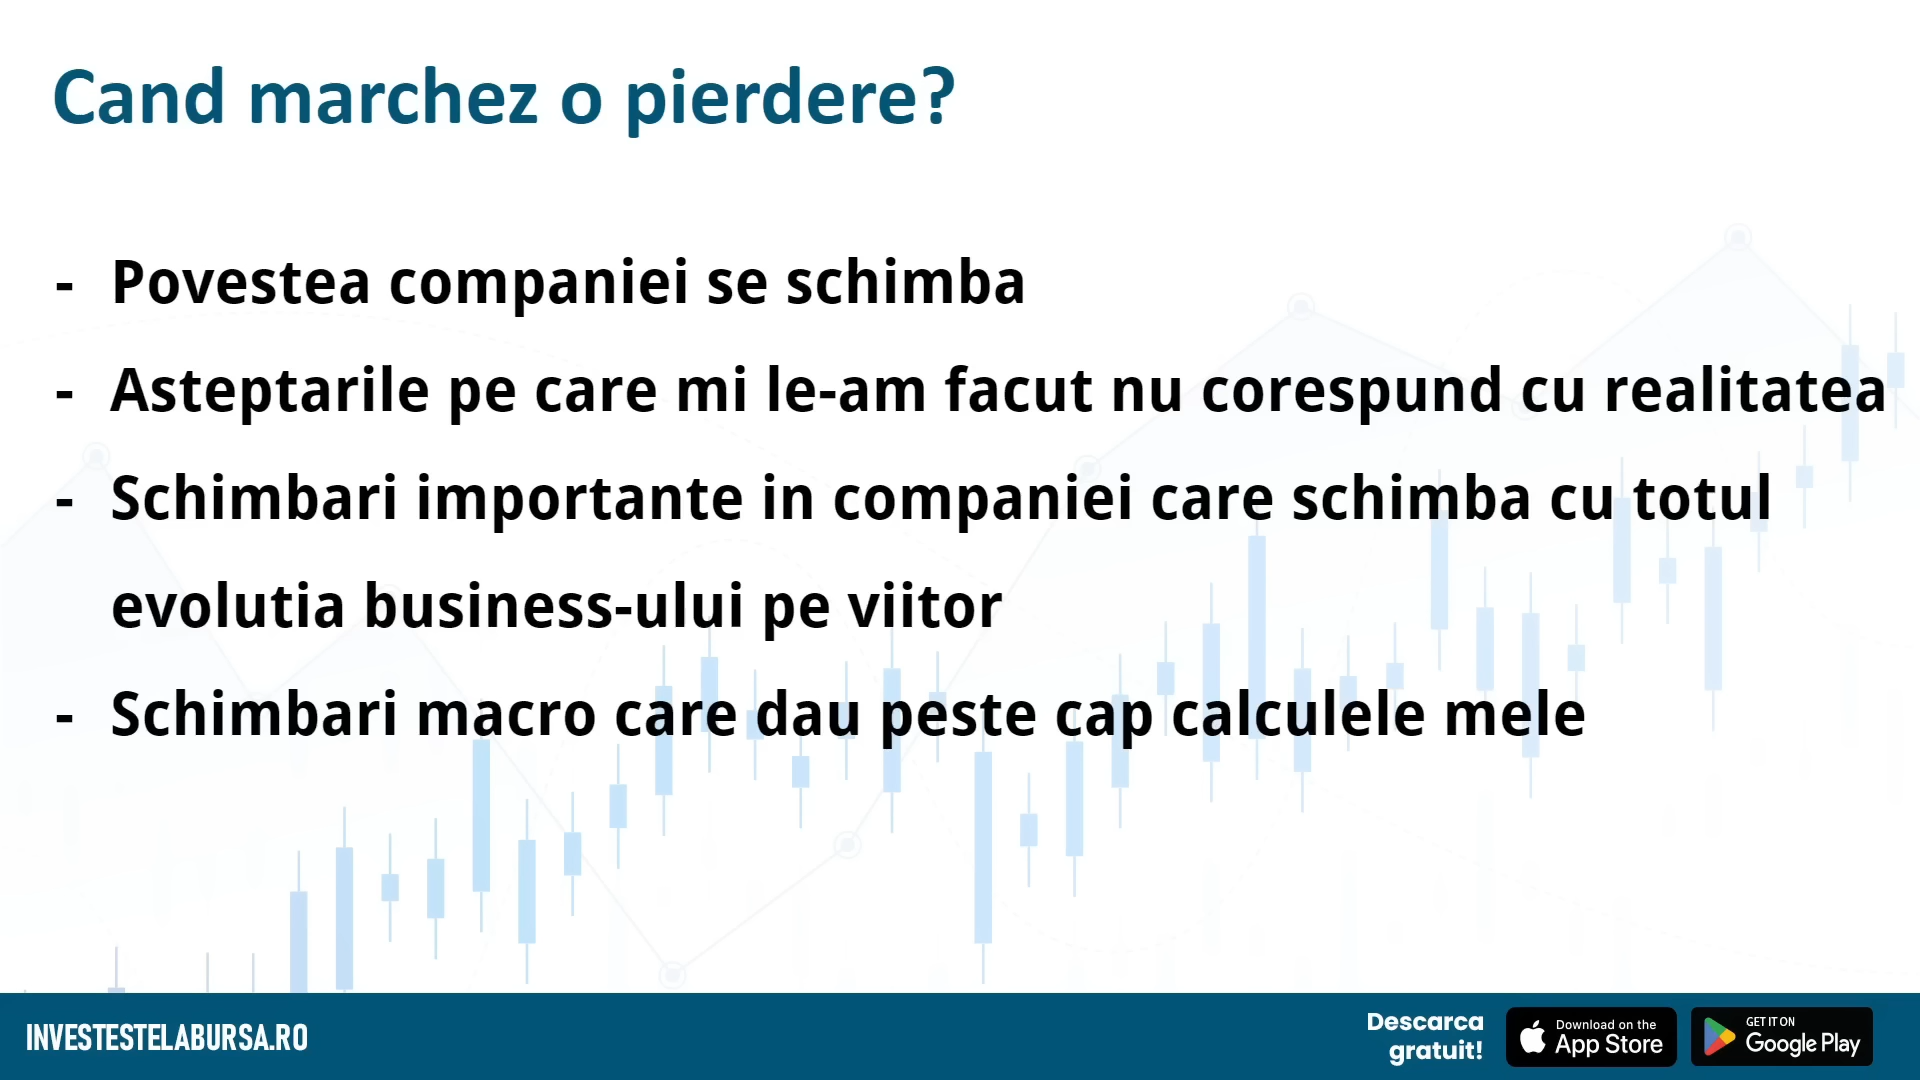 Cand marchez o pierdere?
- Povestea companiei se schimba
- Asteptarile pe care mi le-am facut nu corespund cu realitatea
- Schimbari importante in companiei care schimba cu totul
evolutia business-ului pe viitor
- Schimbari macro care dau peste cap calculele mele
INVESTESTELABURSA.RO
Descarca
gratuit!
Download on the
App Store
GET IT ON
Google Play